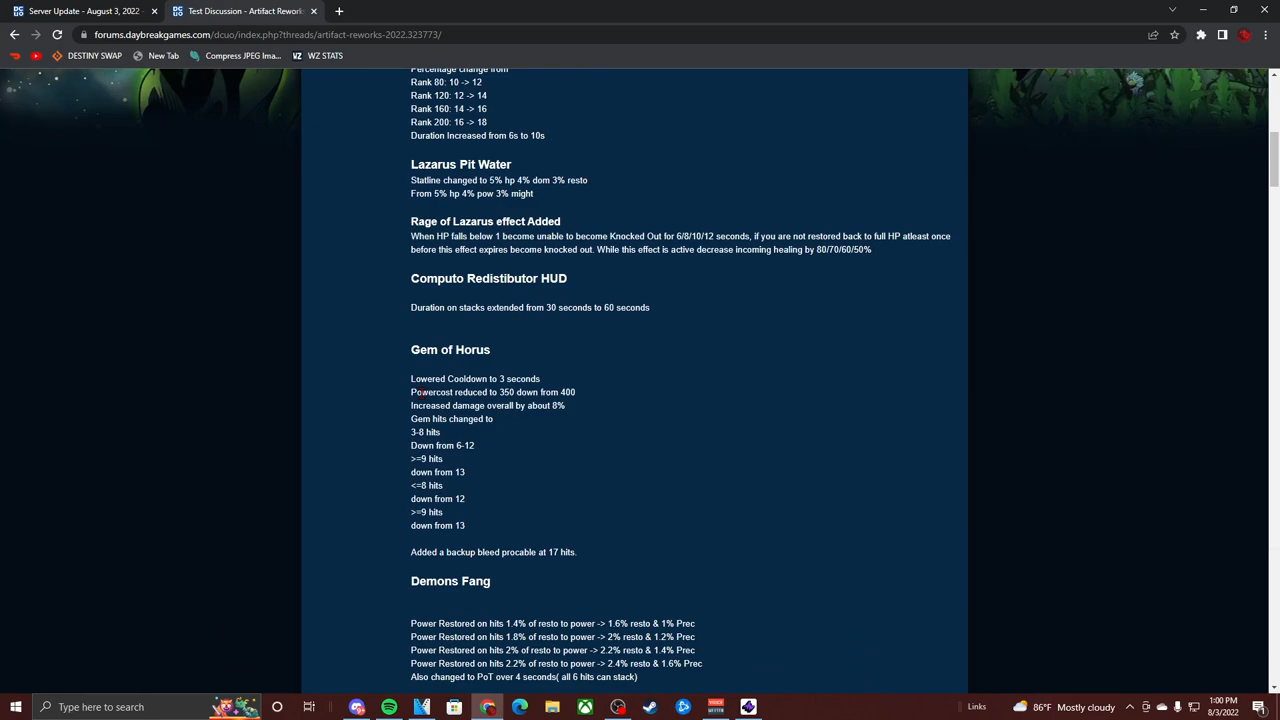 Server Update - August 3, 2022 -
Test Discussion - Artifact Reworks
forums.daybreakgames.com/dcuo/index.php?threads/artifact-reworks-2022.323773/
DESTINY SWAP
New Tab
Compress JPEG Imag...
WZ STATS
Percentage change from
Rank 80: 10 -> 12
Rank 120: 12 -> 14
Rank 160: 14 -> 16
Rank 200: 16 -> 18
Duration Increased from 6s to 10s
Lazarus Pit Water
Statline changed to 5% hp 4% dom 3% resto
From 5% hp 4% pow 3% might
Rage of Lazarus effect Added
When HP falls below 1 become unable to become Knocked Out for 6/8/10/12 seconds, if you are not restored back to full HP atleast once
before this effect expires become knocked out. While this effect is active decrease incoming healing by 80/70/60/50%
Computo Redistibutor HUD
Duration on stacks extended from 30 seconds to 60 seconds
Gem of Horus
Lowered Cooldown to 3 seconds
Powercost reduced to 350 down from 400
Increased damage overall by about 8%
Gem hits changed to
3-8 hits
Down from 6-12
>=9 hits
down from 13
<=8 hits
down from 12
>=9 hits
down from 13
Added a backup bleed procable at 17 hits.
Demons Fang
Power Restored on hits 1.4% of resto to power -> 1.6% resto & 1% Prec
Power Restored on hits 1.8% of resto to power -> 2% resto & 1.2% Prec
Power Restored on hits 2% of resto to power -> 2.2% resto & 1.4% Prec
Power Restored on hits 2.2% of resto to power -> 2.4% resto & 1.6% Prec
Also changed to PoT over 4 seconds( all 6 hits can stack)
Type here to search
Links
86°F Mostly cloudy
1:00 PM
8/3/2022